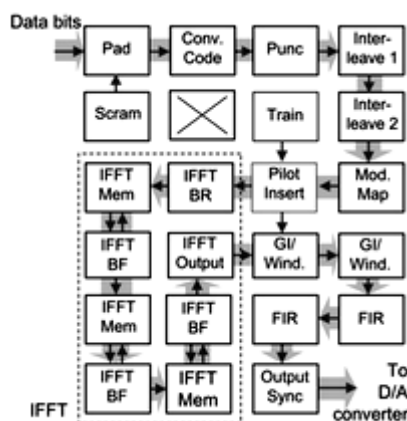 Data bits
Pad
Conv.
Code
Punc
Inter-
leave 1
Scram
Train
Inter-
leave 2
IFFT
Mem
IFFT
BR
Pilot
Insert
Mod.
Map
IFFT
BF
IFFT
Output
GI/
Wind.
GI/
Wind.
IFFT
Mem
IFFT
BF
FIR
FIR
IFFT
BF
IFFT
Mem
Output
Sync
To
D/A
converter
IFFT